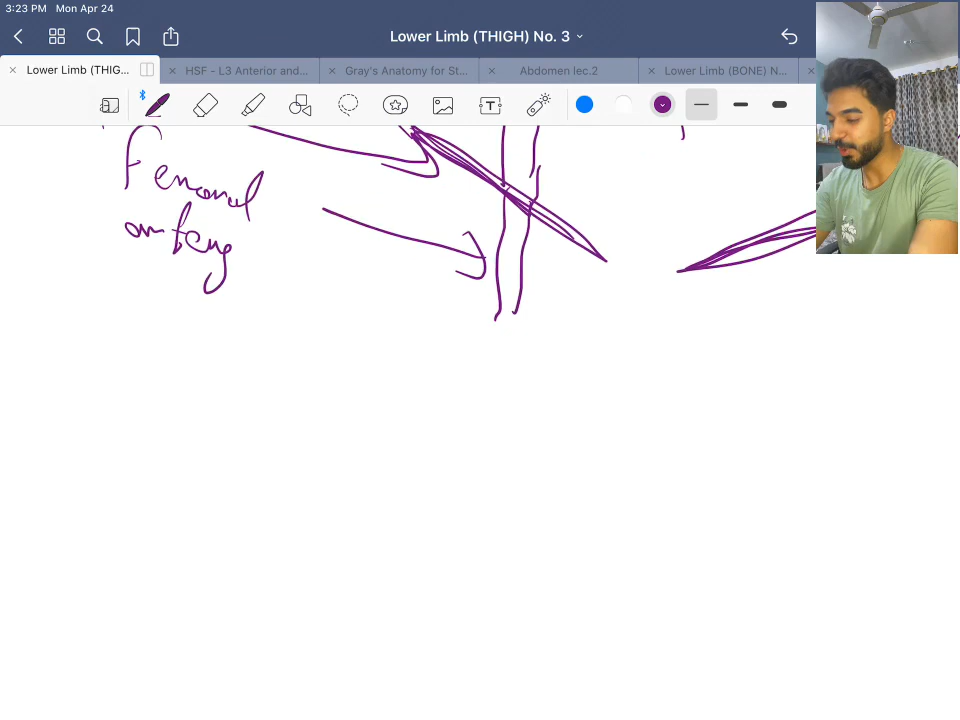 3:23 PM Mon Apr 24
Lower Limb (THIGH) No. 3
Lower Limb (THIG...
HSF - L3 Anterior and...
Gray's Anatomy for St...
Abdomen lec.2
Lower Limb (BONE) N...
T
Femoral
artery